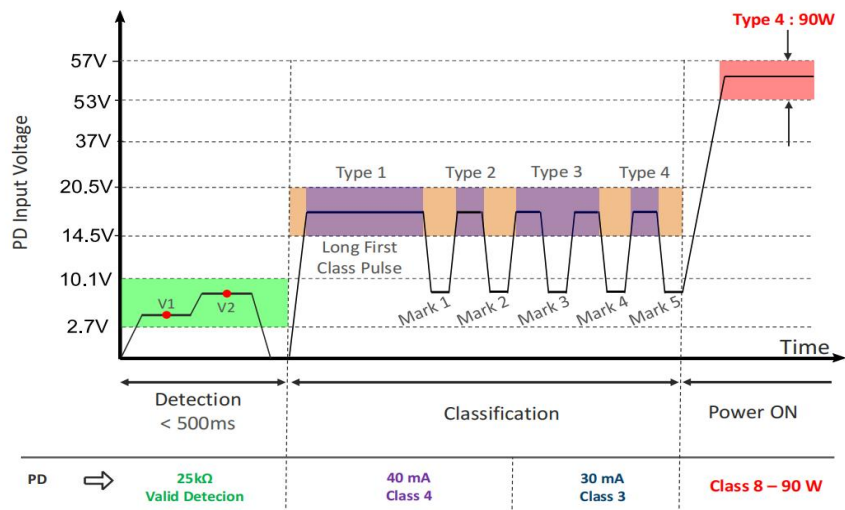 Type 4 : 90W
57V
53V
37V
20.5V
14.5V
10.1V
2.7V
PD Input Voltage
Type 1
Type 2
Type 3
Type 4
Long First
Class Pulse
V1
V2
Mark 1
Mark 2
Mark 3
Mark 4
Mark 5
Time
Detection
< 500ms
Classification
Power ON
PD
25kΩ
Valid Detecion
40 mA
Class 4
30 mA
Class 3
Class 8 – 90 W